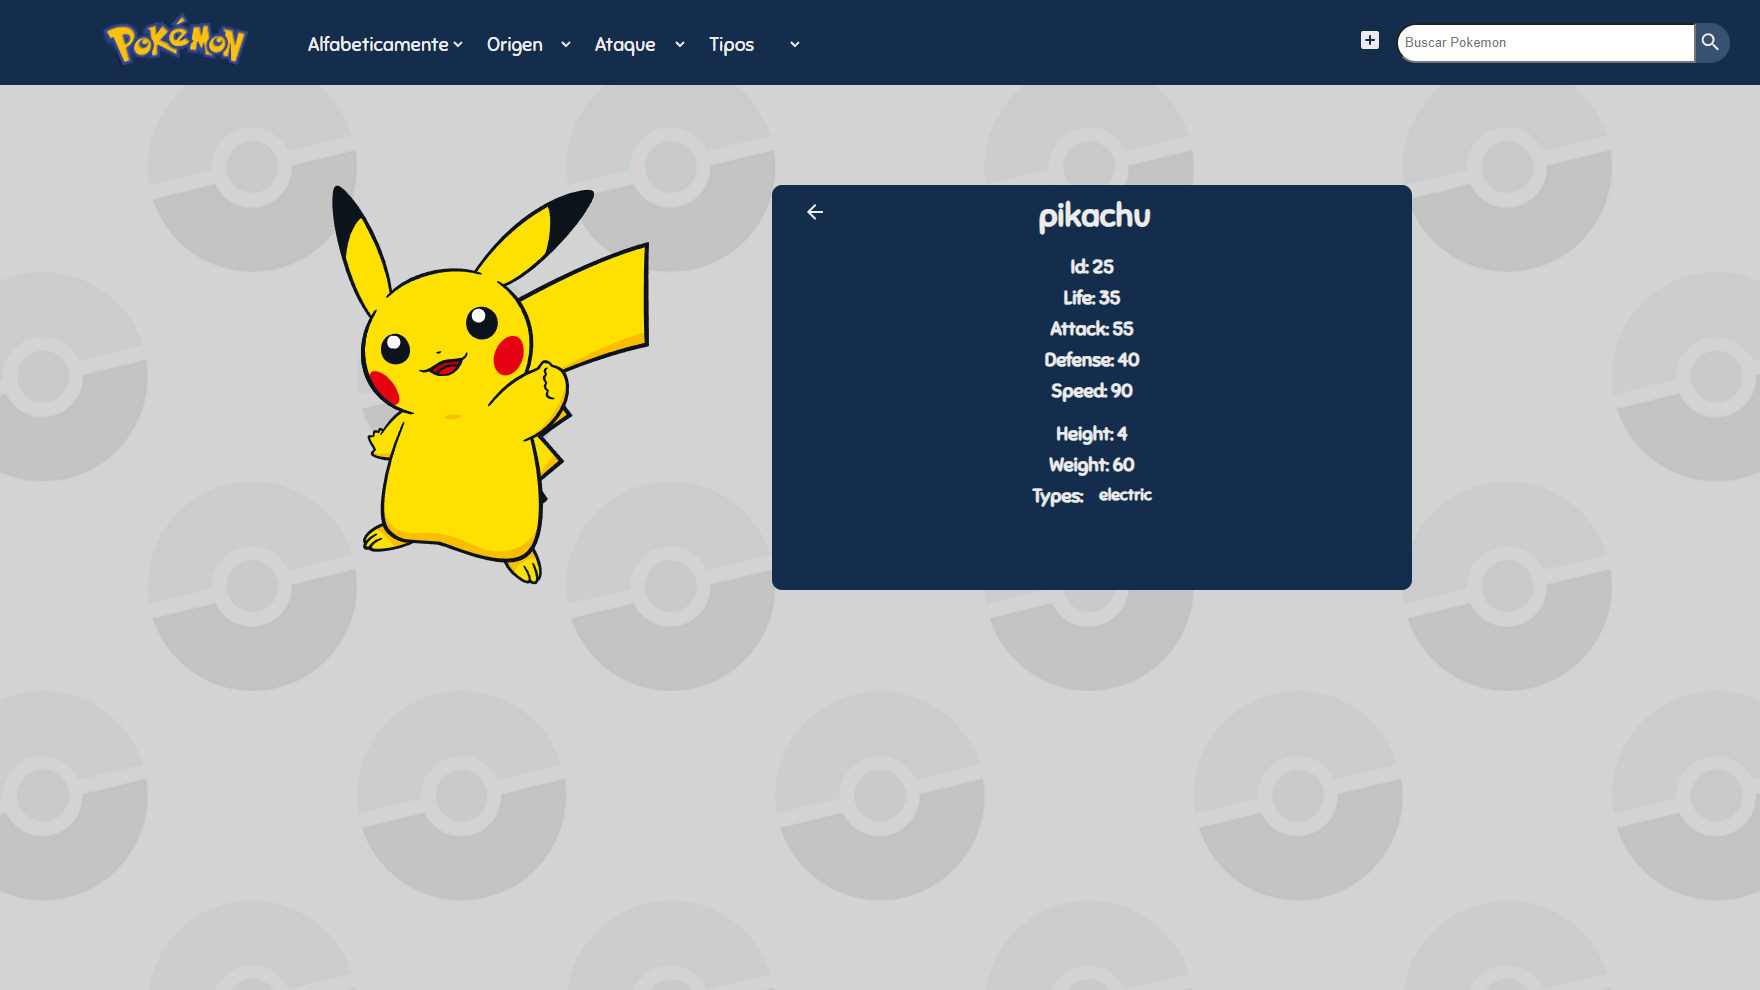 POKéMON
Alfabeticamente Origen Ataque Tipos
Buscar Pokemon
pikachu
Id: 25
Life: 35
Attack: 55
Defense: 40
Speed: 90
Height: 4
Weight: 60
Types: electric